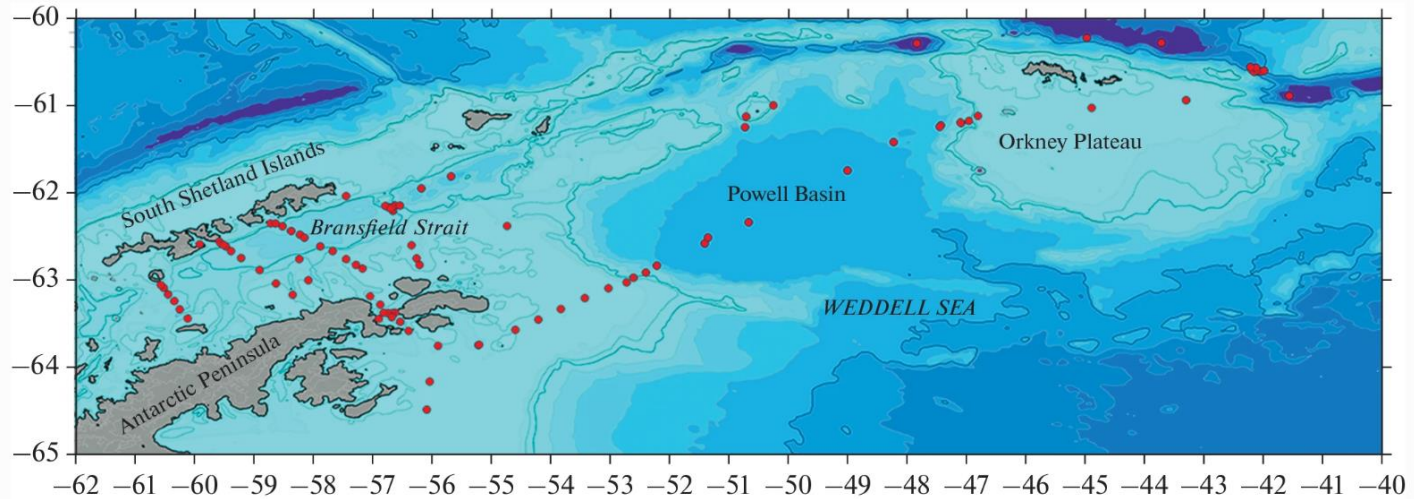 −60
−61
−62
−63
−64
−65
South Shetland Islands
Bransfield Strait
Antarctic Peninsula
Powell Basin
Orkney Plateau
WEDDELL SEA
−62 −61 −60 −59 −58 −57 −56 −55 −54 −53 −52 −51 −50 −49 −48 −47 −46 −45 −44 −43 −42 −41 −40